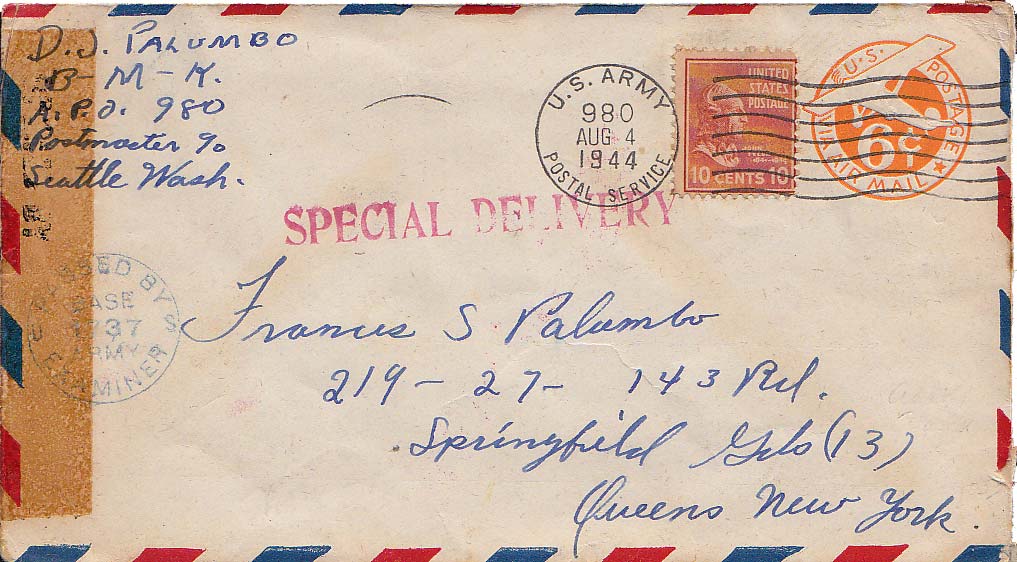 D. J. PALUMBO
B - M - K.
A.P.O. 980
Postmaster c/o
Seattle Wash.
U.S. ARMY
980
AUG 4
1944
POSTAL SERVICE
UNITED
STATES
POSTAGE
10 CENTS 10
U.S. POSTAGE
6¢
VIA AIR MAIL
SPECIAL DELIVERY
PASSED BY
BASE
1737
ARMY
EXAMINER
U S
Frances S Palumbo
219 - 27 - 143 Rd.
Springfield Gds (13)
Queens New York.